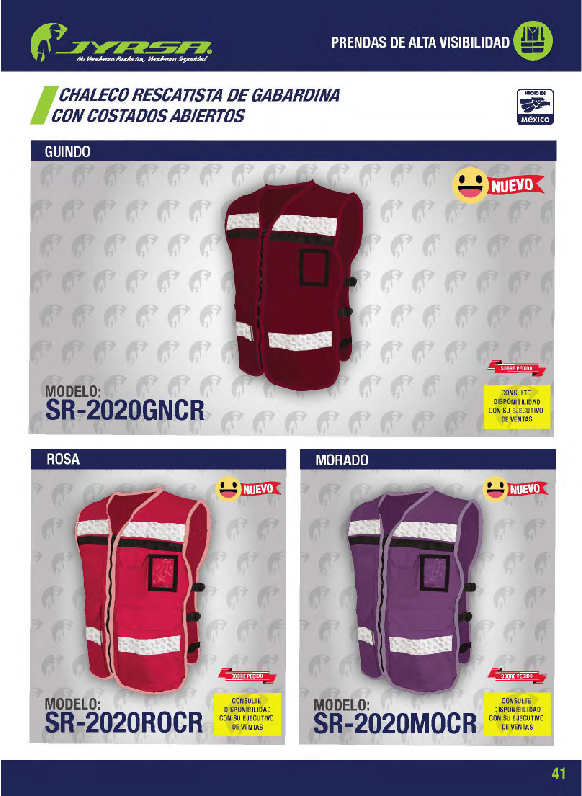 JYRSA
No Vendemos Producto, Vendemos Seguridad
PRENDAS DE ALTA VISIBILIDAD
CHALECO RESCATISTA DE GABARDINA
CON COSTADOS ABIERTOS
HECHO EN
MÉXICO
GUINDO
NUEVO
SOBRE PEDIDO
MODELO:
SR-2020GNCR
CONSULTE
DISPONIBILIDAD
CON SU EJECUTIVO
DE VENTAS
ROSA
NUEVO
SOBRE PEDIDO
MODELO:
SR-2020ROCR
CONSULTE
DISPONIBILIDAD
CON SU EJECUTIVO
DE VENTAS
MORADO
NUEVO
SOBRE PEDIDO
MODELO:
SR-2020MOCR
CONSULTE
DISPONIBILIDAD
CON SU EJECUTIVO
DE VENTAS
41